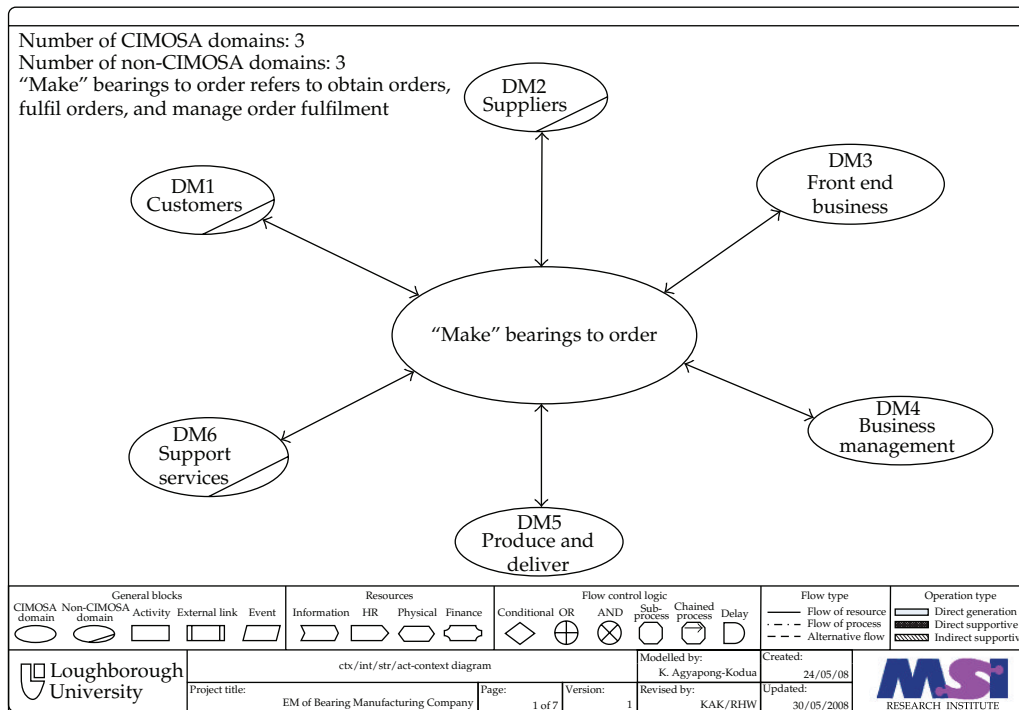 Number of CIMOSA domains: 3
Number of non-CIMOSA domains: 3
“Make” bearings to order refers to obtain orders,
fulfil orders, and manage order fulfilment
DM2
Suppliers
DM1
Customers
DM3
Front end
business
“Make” bearings to order
DM6
Support
services
DM4
Business
management
DM5
Produce and
deliver
General blocks
CIMOSA domain
Non-CIMOSA domain
Activity
External link
Event
Resources
Information
HR
Physical
Finance
Flow control logic
Conditional
OR
AND
Sub-process
Chained process
Delay
Flow type
Flow of resource
Flow of process
Alternative flow
Operation type
Direct generation
Direct supportive
Indirect supportive
Loughborough
University
ctx/int/str/act-context diagram
Modelled by:
K. Agyapong-Kodua
Created:
24/05/08
Project title:
EM of Bearing Manufacturing Company
Page:
1 of 7
Version:
1
Revised by:
KAK/RHW
Updated:
30/05/2008
MSI
RESEARCH INSTITUTE